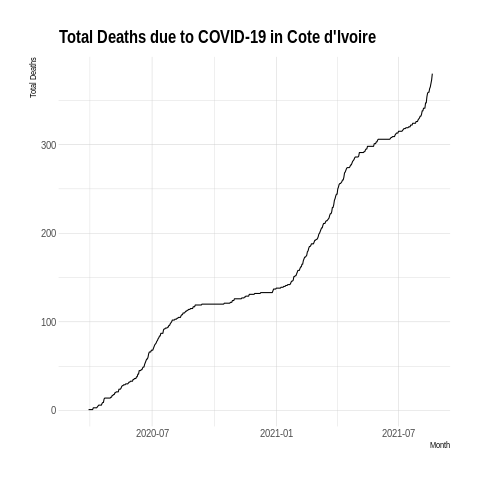 Total Deaths due to COVID-19 in Cote d'Ivoire
Total Deaths
300
200
100
0
2020-07
2021-01
2021-07
Month